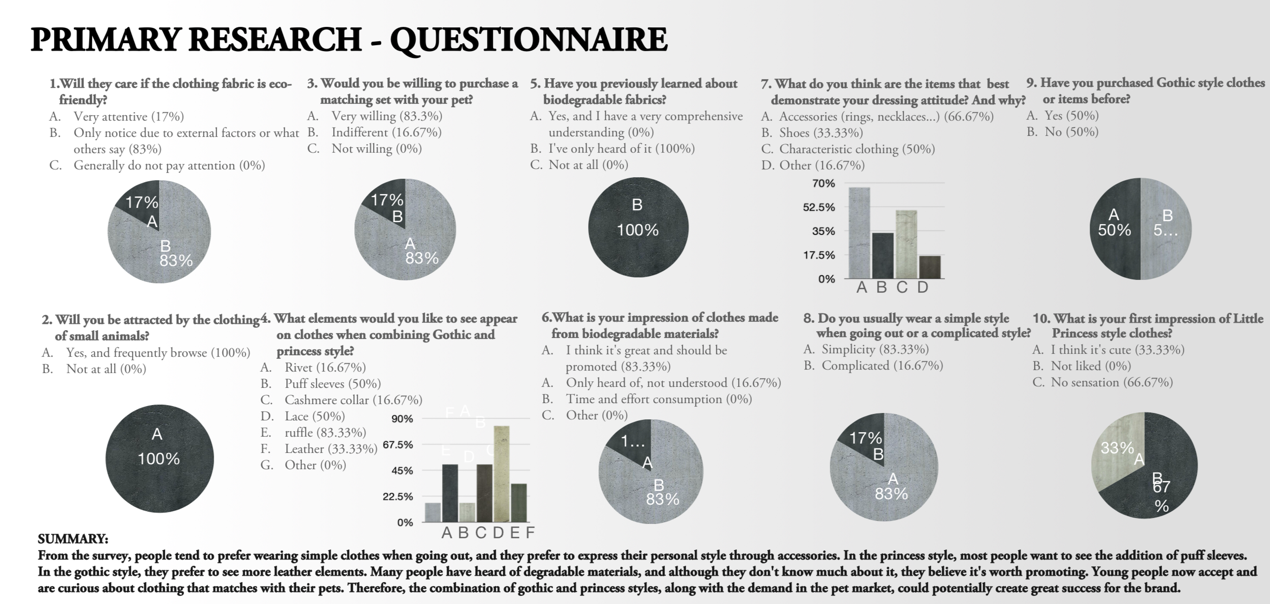 PRIMARY RESEARCH - QUESTIONNAIRE
1.Will they care if the clothing fabric is eco-
friendly?
A. Very attentive (17%)
B. Only notice due to external factors or what
others say (83%)
C. Generally do not pay attention (0%)
17%
A
B
83%
2. Will you be attracted by the clothing
of small animals?
A. Yes, and frequently browse (100%)
B. Not at all (0%)
A
100%
3. Would you be willing to purchase a
matching set with your pet?
A. Very willing (83.3%)
B. Indifferent (16.67%)
C. Not willing (0%)
17%
B
A
83%
4. What elements would you like to see appear
on clothes when combining Gothic and
princess style?
A. Rivet (16.67%)
B. Puff sleeves (50%)
C. Cashmere collar (16.67%)
D. Lace (50%)
E. ruffle (83.33%)
F. Leather (33.33%)
G. Other (0%)
90%
67.5%
45%
22.5%
0%
F A
B
E D C
A B C D E F
5. Have you previously learned about
biodegradable fabrics?
A. Yes, and I have a very comprehensive
understanding (0%)
B. I've only heard of it (100%)
C. Not at all (0%)
B
100%
6.What is your impression of clothes made
from biodegradable materials?
A. I think it's great and should be
promoted (83.33%)
A. Only heard of, not understood (16.67%)
B. Time and effort consumption (0%)
C. Other (0%)
1...
A
B
83%
7. What do you think are the items that best
demonstrate your dressing attitude? And why?
A. Accessories (rings, necklaces...) (66.67%)
B. Shoes (33.33%)
C. Characteristic clothing (50%)
D. Other (16.67%)
70%
52.5%
35%
17.5%
0%
A B C D
8. Do you usually wear a simple style
when going out or a complicated style?
A. Simplicity (83.33%)
B. Complicated (16.67%)
17%
B
A
83%
9. Have you purchased Gothic style clothes
or items before?
A. Yes (50%)
B. No (50%)
A
50%
B
5...
10. What is your first impression of Little
Princess style clothes?
A. I think it's cute (33.33%)
B. Not liked (0%)
C. No sensation (66.67%)
33%
A
B
67
%
SUMMARY:
From the survey, people tend to prefer wearing simple clothes when going out, and they prefer to express their personal style through accessories. In the princess style, most people want to see the addition of puff sleeves.
In the gothic style, they prefer to see more leather elements. Many people have heard of degradable materials, and although they don't know much about it, they believe it's worth promoting. Young people now accept and
are curious about clothing that matches with their pets. Therefore, the combination of gothic and princess styles, along with the demand in the pet market, could potentially create great success for the brand.